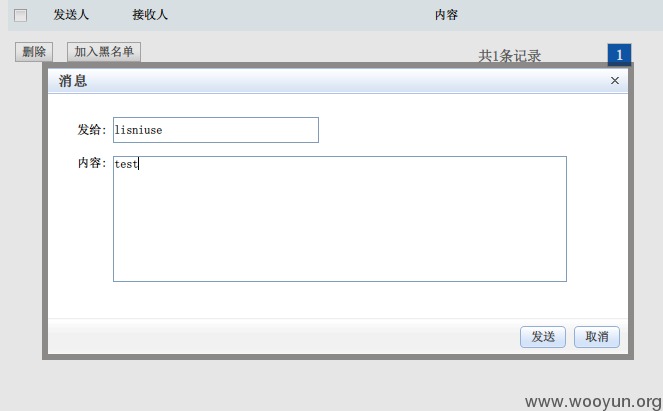 发送人 接收人 内容
删除 加入黑名单 共1条记录 1
消息 ×
发给: lisniuse
内容: test
发送 取消
www.wooyun.org